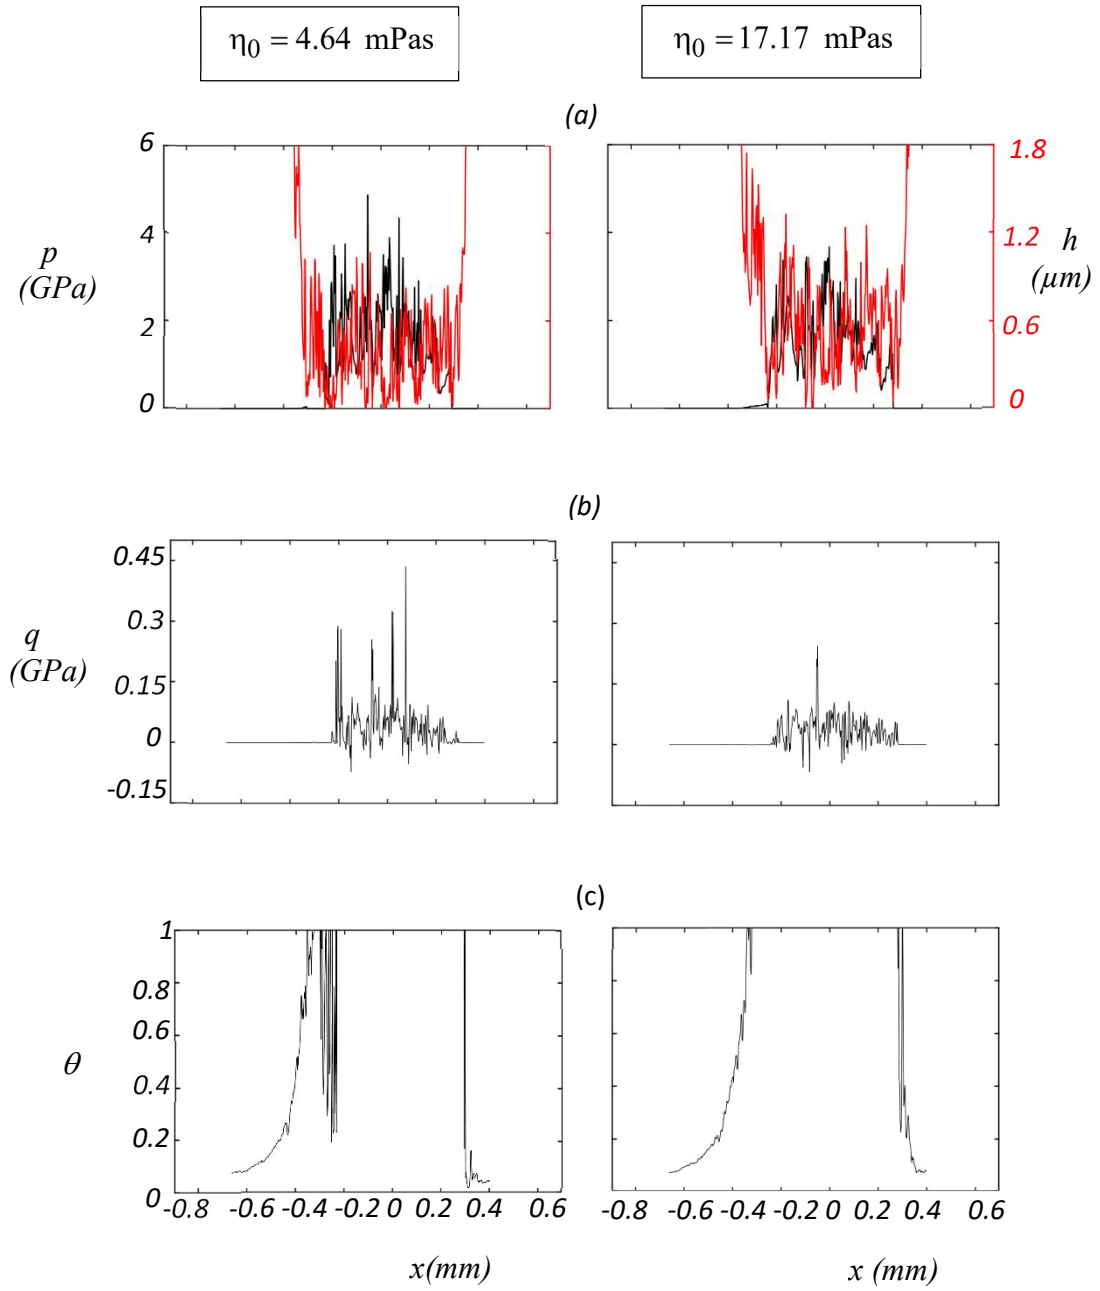 η0 = 4.64 mPas
η0 = 17.17 mPas
(a)
6
4
2
0
p
(GPa)
1.8
1.2
0.6
0
h
(μm)
(b)
0.45
0.3
0.15
0
-0.15
q
(GPa)
(c)
1
0.8
0.6
0.4
0.2
0
θ
-0.8 -0.6 -0.4 -0.2 0 0.2 0.4 0.6
-0.8 -0.6 -0.4 -0.2 0 0.2 0.4 0.6
x(mm)
x (mm)